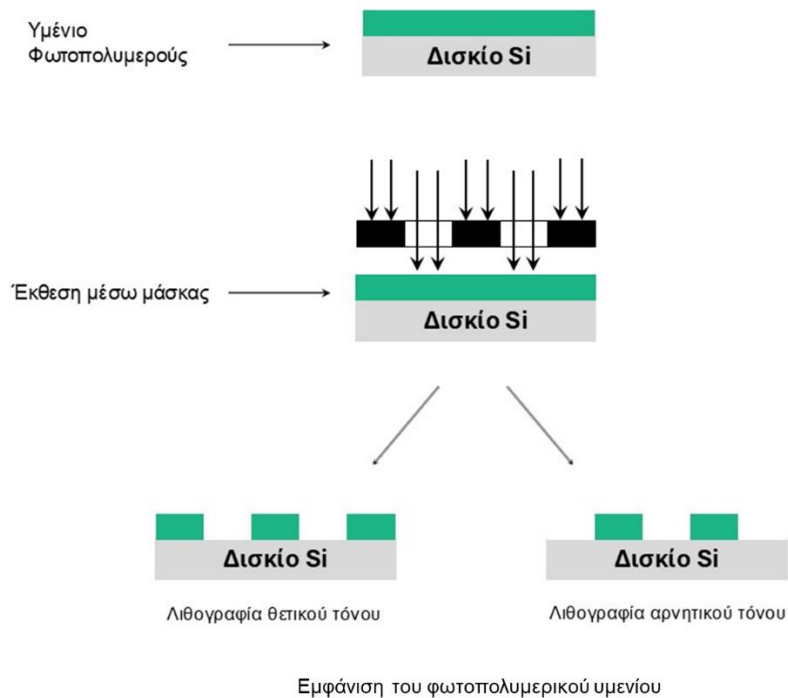 Υμένιο
Φωτοπολυμερούς
Δισκίο Si
Έκθεση μέσω μάσκας
Δισκίο Si
Δισκίο Si
Δισκίο Si
Λιθογραφία θετικού τόνου
Λιθογραφία αρνητικού τόνου
Εμφάνιση του φωτοπολυμερικού υμενίου